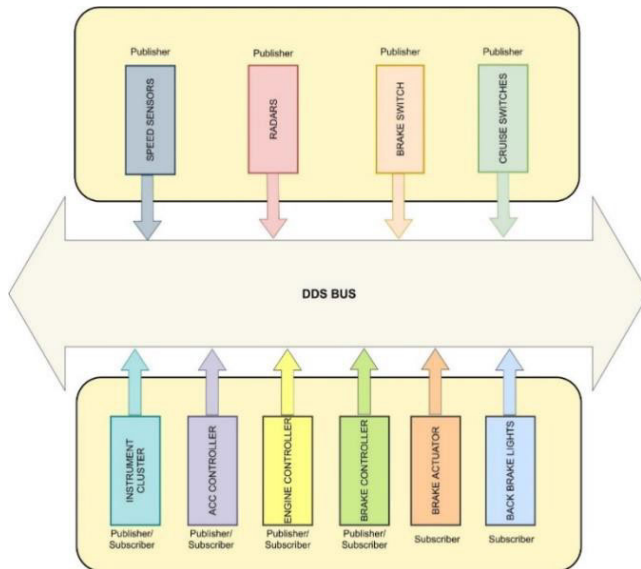 Publisher
Publisher
Publisher
Publisher
SPEED SENSORS
RADARS
BRAKE SWITCH
CRUISE SWITCHES
DDS BUS
INSTRUMENT
CLUSTER
ACC CONTROLLER
ENGINE CONTROLLER
BRAKE CONTROLLER
BRAKE ACTUATOR
BACK BRAKE LIGHTS
Publisher/
Subscriber
Publisher/
Subscriber
Publisher/
Subscriber
Publisher/
Subscriber
Subscriber
Subscriber